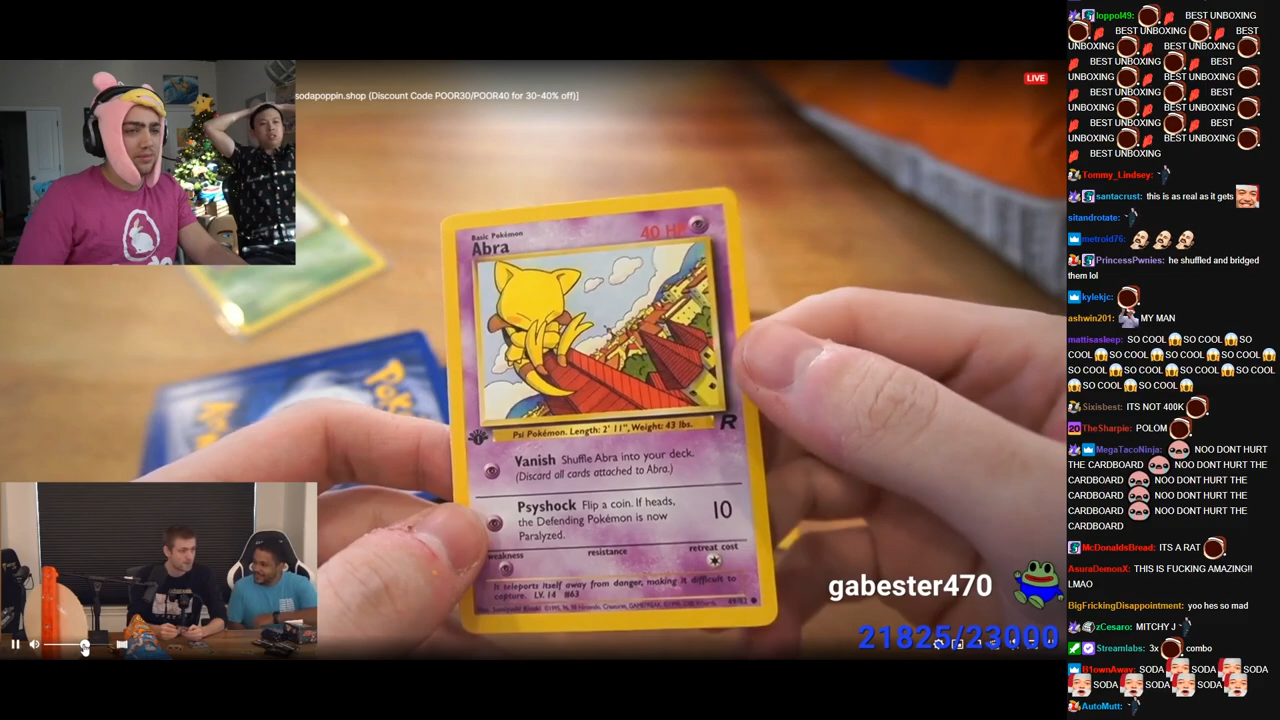 LIVE
sodapoppin.shop (Discount Code POOR30/POOR40 for 30-40% off)]
Basic Pokémon
Abra
40 HP
Psi Pokémon. Length: 2' 11", Weight: 43 lbs.
R
Vanish Shuffle Abra into your deck.
(Discard all cards attached to Abra.)
Psyshock Flip a coin. If heads,
the Defending Pokémon is now
Paralyzed.
10
weakness
resistance
retreat cost
It teleports itself away from danger, making it difficult to
capture. LV. 14 #63
49/82
gabester470
21825/23000
loppol49: BEST UNBOXING
BEST UNBOXING BEST
UNBOXING BEST UNBOXING
BEST UNBOXING BEST
UNBOXING BEST UNBOXING
BEST UNBOXING BEST
UNBOXING BEST UNBOXING
BEST UNBOXING BEST
UNBOXING BEST UNBOXING
BEST UNBOXING
Tommy_Lindsey:
santacrust: this is as real as it gets
sitandrotate:
metroid76:
PrincessPwnies: he shuffled and bridged
them lol
kylekjc:
ashwin201: MY MAN
mattisasleep: SO COOL SO COOL SO
COOL SO COOL SO COOL SO COOL
SO COOL SO COOL SO COOL SO COOL
SO COOL SO COOL
Sixisbest: ITS NOT 400K
TheSharpie: POLOM
MegaTacoNinja: NOO DONT HURT
THE CARDBOARD NOO DONT HURT THE
CARDBOARD NOO DONT HURT THE
CARDBOARD NOO DONT HURT THE
CARDBOARD NOO DONT HURT THE
CARDBOARD
McDonaldsBread: ITS A RAT
AsuraDemonX: THIS IS FUCKING AMAZING!!
LMAO
BigFrickingDisappointment: yoo hes so mad
zCesaro: MITCHY J
Streamlabs: 3x combo
B1ownAway: SODA SODA SODA
SODA SODA SODA
AutoMutt: